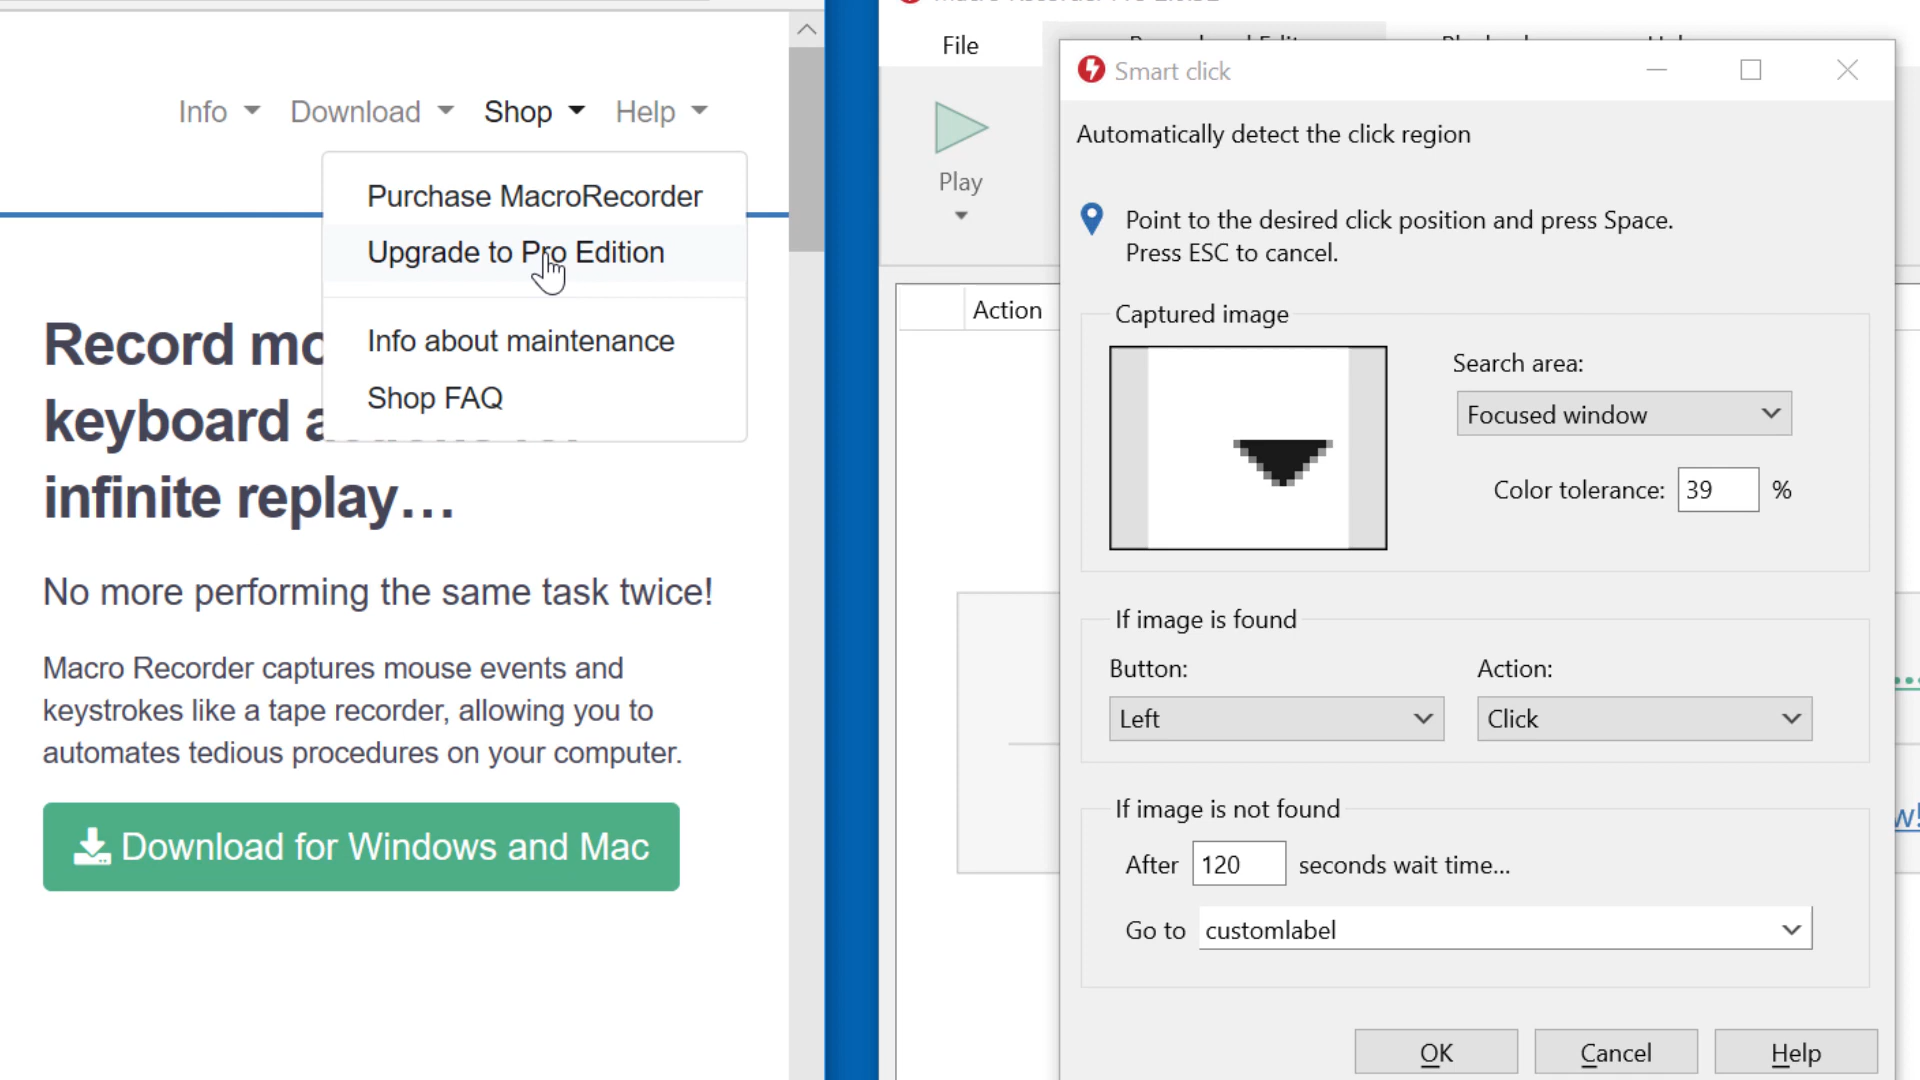 Info
Download
Shop
Help
Purchase MacroRecorder
Upgrade to Pro Edition
Info about maintenance
Shop FAQ
Record
keyboard
infinite replay…
No more performing the same task twice!
Macro Recorder captures mouse events and
keystrokes like a tape recorder, allowing you to
automates tedious procedures on your computer.
Download for Windows and Mac
File
Play
Action
Smart click
Automatically detect the click region
Point to the desired click position and press Space.
Press ESC to cancel.
Captured image
Search area:
Focused window
Color tolerance: 39 %
If image is found
Button:
Action:
Left
Click
If image is not found
After 120 seconds wait time...
Go to customlabel
OK
Cancel
Help